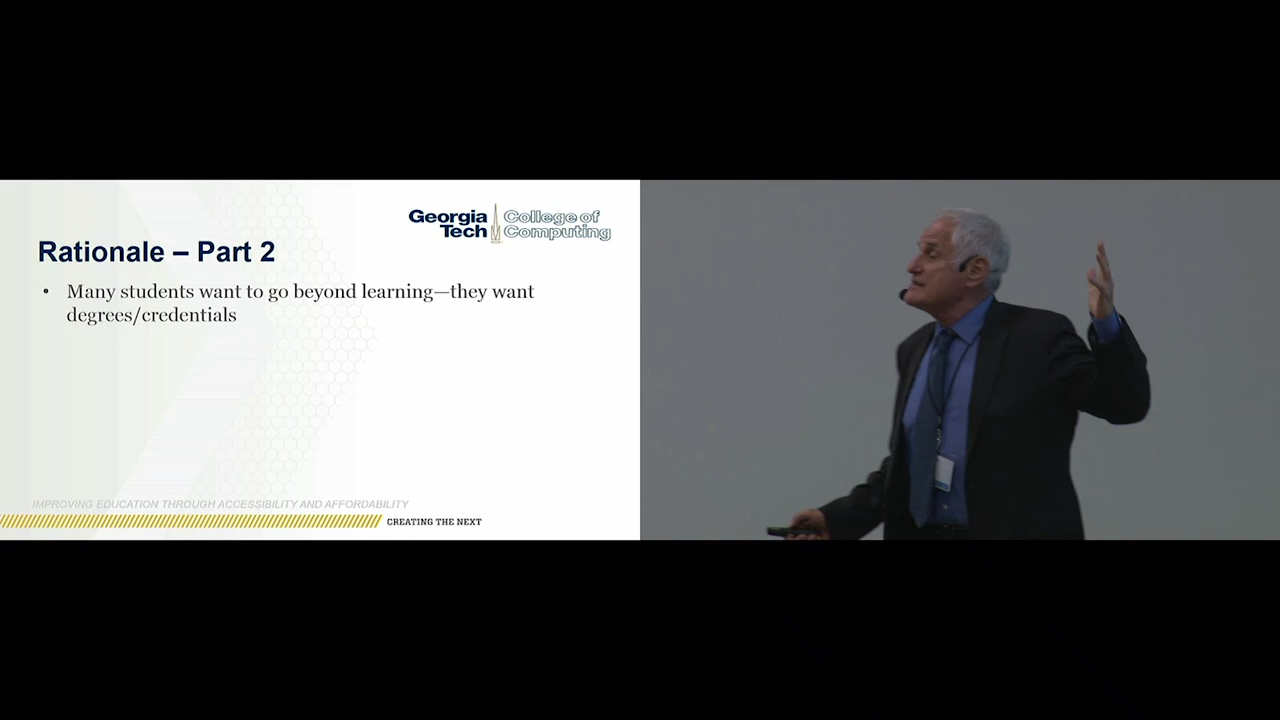 Georgia Tech
College of Computing
Rationale – Part 2
• Many students want to go beyond learning—they want
degrees/credentials
IMPROVING EDUCATION THROUGH ACCESSIBILITY AND AFFORDABILITY
CREATING THE NEXT